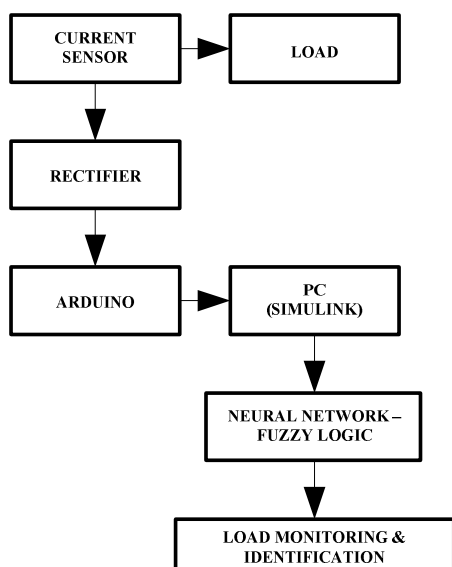 CURRENT
SENSOR
LOAD
RECTIFIER
ARDUINO
PC
(SIMULINK)
NEURAL NETWORK –
FUZZY LOGIC
LOAD MONITORING &
IDENTIFICATION